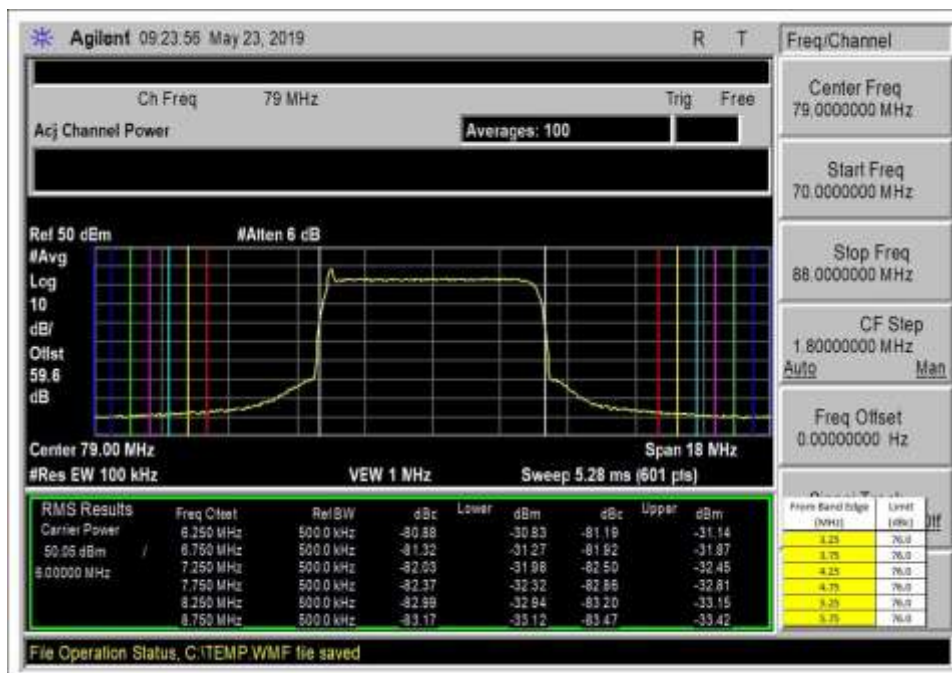 Agilent 09:23:56 May 23, 2019 R T
Ch Freq 79 MHz Trig Free
Acj Channel Power
Averages: 100
Ref 50 dBm #Atten 6 dB
#Avg
Log
10
dB/
Offst
59.6
dB
Center 79.00 MHz Span 18 MHz
#Res BW 100 kHz VBW 1 MHz Sweep 5.28 ms (601 pts)
RMS Results Freq Offset Ref BW dBc Lower dBm dBc Upper dBm
Carrier Power 6.250 MHz 500.0 kHz -80.88 -30.83 -81.19 -31.14
50.05 dBm / 6.750 MHz 500.0 kHz -81.32 -31.27 -81.92 -31.87
6.00000 MHz 7.250 MHz 500.0 kHz -82.03 -31.98 -82.50 -32.45
7.750 MHz 500.0 kHz -82.37 -32.32 -82.86 -32.81
8.250 MHz 500.0 kHz -82.99 -32.94 -83.20 -33.15
8.750 MHz 500.0 kHz -83.17 -33.12 -83.47 -33.42
File Operation Status, C:\TEMP.WMF file saved
Freq/Channel
Center Freq
79.0000000 MHz
Start Freq
70.0000000 MHz
Stop Freq
88.0000000 MHz
CF Step
1.80000000 MHz
Auto Man
Freq Offset
0.00000000 Hz
From Band Edge Limit
(MHz) (dBc)
3.25 76.0
3.75 76.0
4.25 76.0
4.75 76.0
5.25 76.0
5.75 76.0